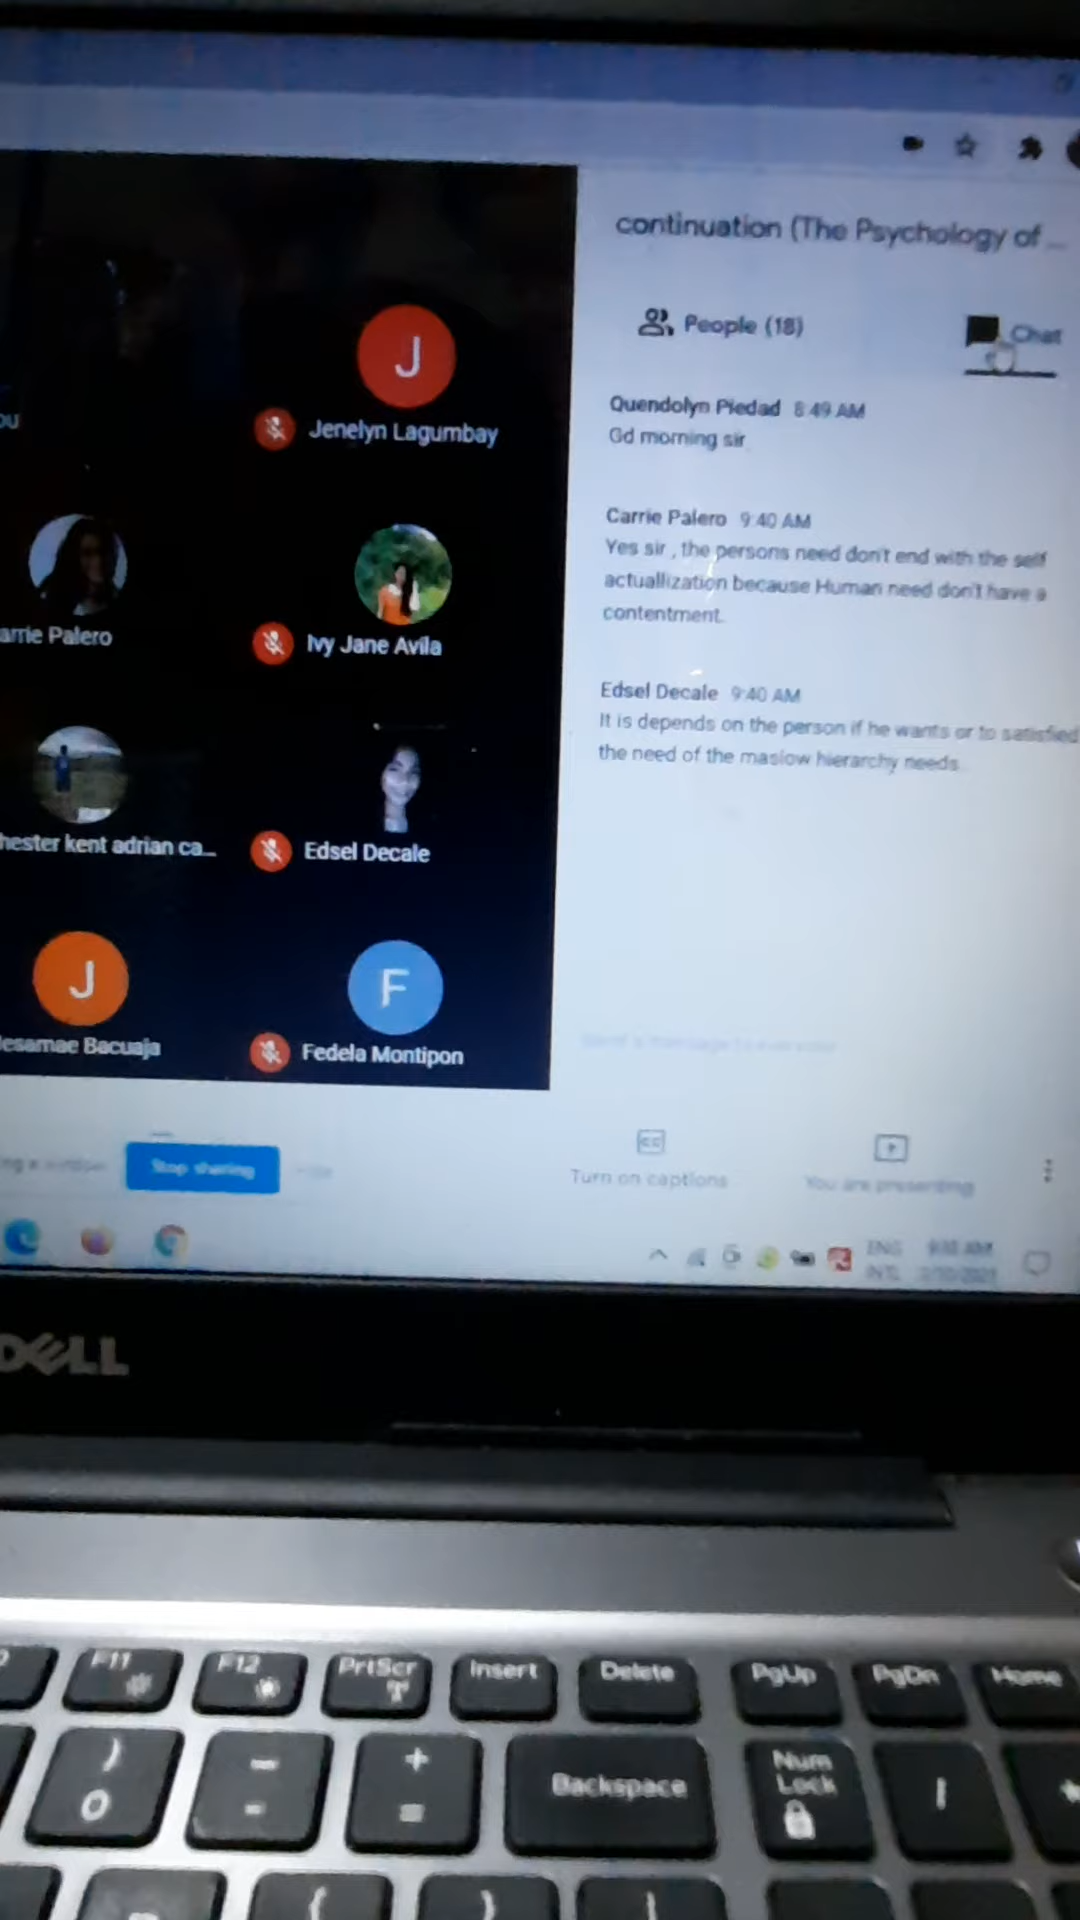 continuation (The Psychology of ...
People (18)
Chat
Quendolyn Piedad 8:49 AM
Gd morning sir
Carrie Palero 9:40 AM
Yes sir , the persons need don't end with the self
actuallization because Human need don't have a
contentment.
Edsel Decale 9:40 AM
It is depends on the person if he wants or to satisfied
the need of the maslow hierarchy needs.
J
ou
Jenelyn Lagumbay
arrie Palero
Ivy Jane Avila
hester kent adrian ca...
Edsel Decale
J
F
esamae Bacuaja
Fedela Montipon
Stop sharing
Turn on captions
You are presenting
ENG
INTL
DELL
F11
F12
PrtScr
Insert
Delete
PgUp
PgDn
Home
)
0
-
+
=
Backspace
Num
Lock
/
*